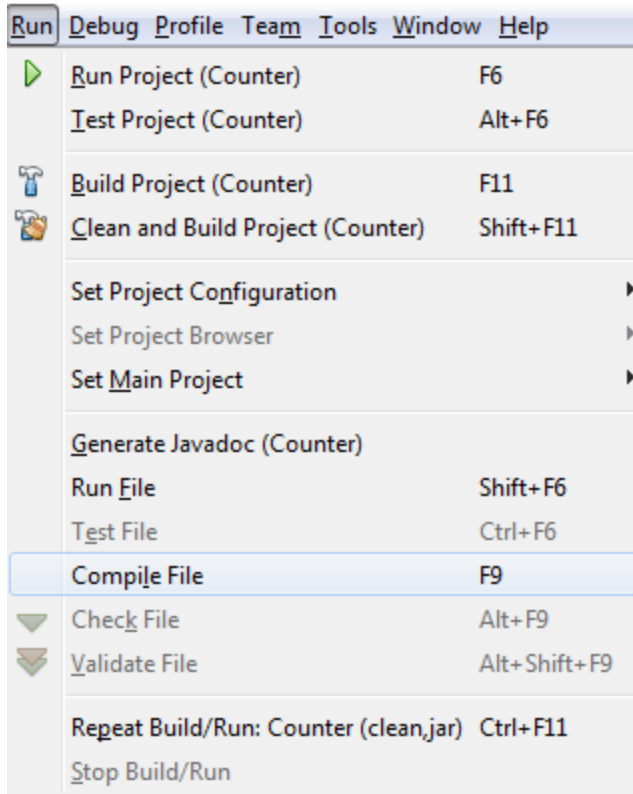 Run Debug Profile Team Tools Window Help
Run Project (Counter) F6
Test Project (Counter) Alt+F6
Build Project (Counter) F11
Clean and Build Project (Counter) Shift+F11
Set Project Configuration
Set Project Browser
Set Main Project
Generate Javadoc (Counter)
Run File Shift+F6
Test File Ctrl+F6
Compile File F9
Check File Alt+F9
Validate File Alt+Shift+F9
Repeat Build/Run: Counter (clean,jar) Ctrl+F11
Stop Build/Run